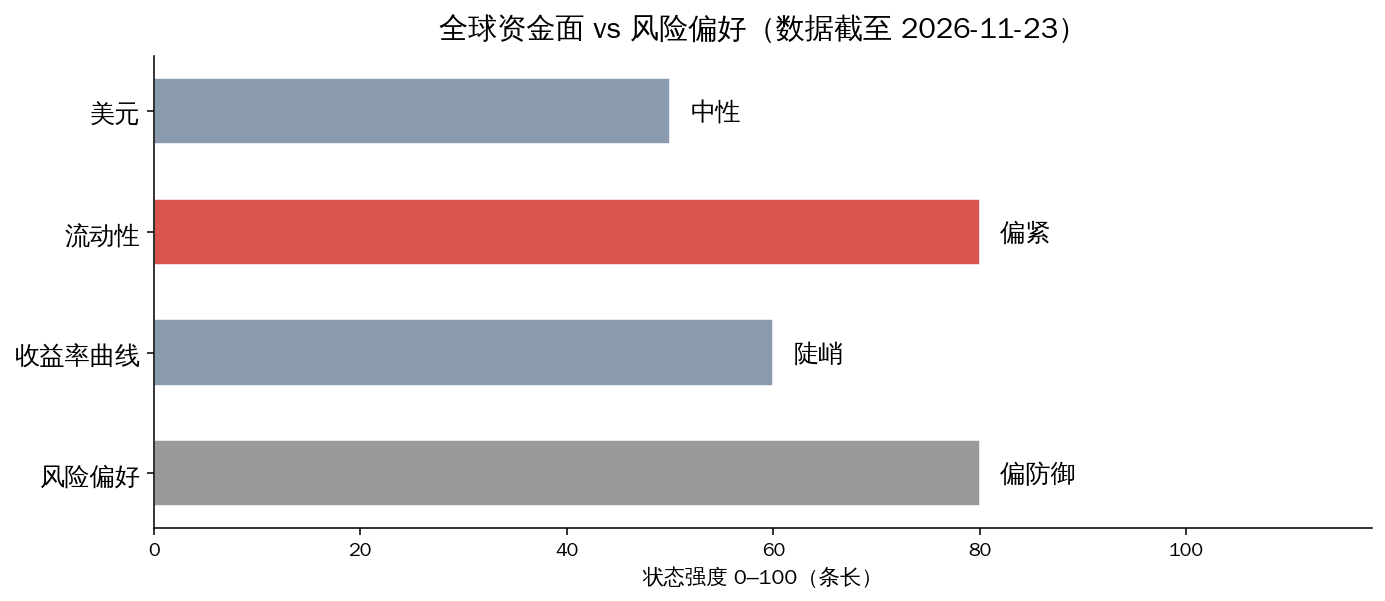 全球资金面 vs 风险偏好（数据截至 2026-11-23）
美元
中性
流动性
偏紧
收益率曲线
陡峭
风险偏好
偏防御
0 20 40 60 80 100
状态强度 0—100（条长）